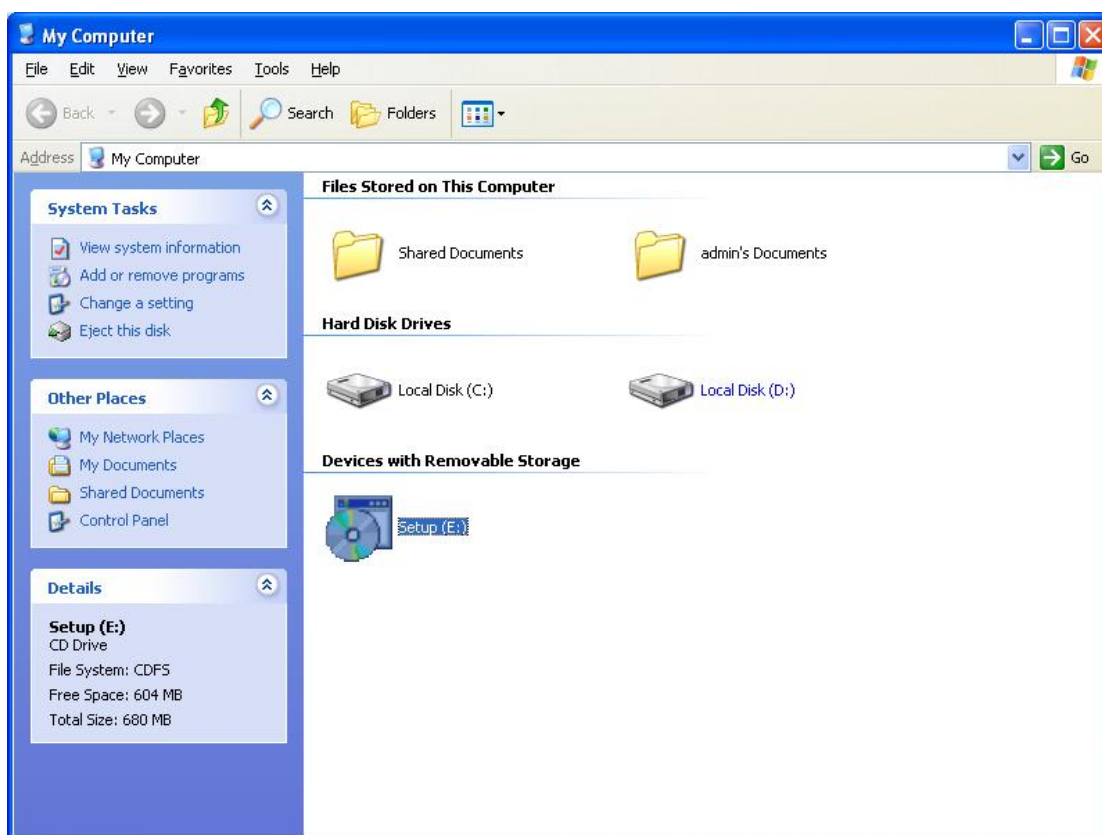 My Computer
File Edit View Favorites Tools Help
Back Search Folders
Address My Computer Go
System Tasks
View system information
Add or remove programs
Change a setting
Eject this disk
Other Places
My Network Places
My Documents
Shared Documents
Control Panel
Details
Setup (E:)
CD Drive
File System: CDFS
Free Space: 604 MB
Total Size: 680 MB
Files Stored on This Computer
Shared Documents admin's Documents
Hard Disk Drives
Local Disk (C:) Local Disk (D:)
Devices with Removable Storage
Setup (E:)